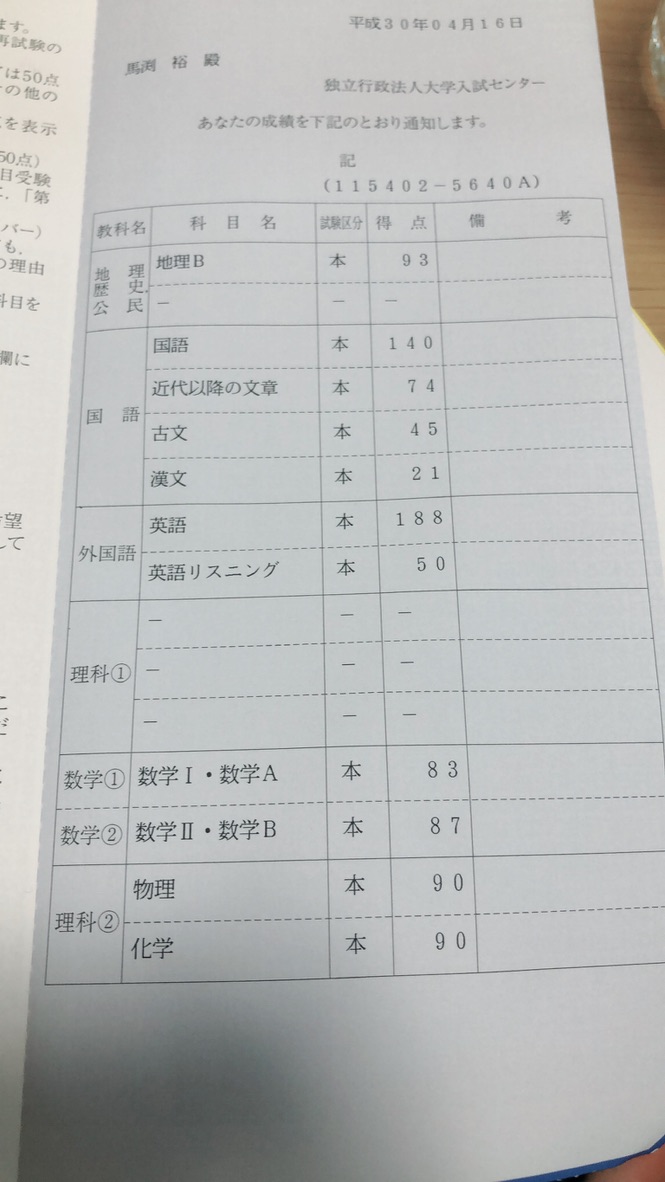 ます。
再試験の
は50点
の他の
を表示
50点)
目受験
に,「第
バー)
も,
の理由
科目を
欄に
平成30年04月16日
馬渕 裕 殿
独立行政法人大学入試センター
あなたの成績を下記のとおり通知します。
記
(115402-5640A)
教科名 科目名 試験区分 得点 備考
地理歴史,公民 地理B 本 93
- - -
国語 国語 本 140
近代以降の文章 本 74
古文 本 45
漢文 本 21
外国語 英語 本 188
英語リスニング 本 50
理科① - - -
- - -
- - -
数学① 数学Ⅰ・数学A 本 83
数学② 数学Ⅱ・数学B 本 87
理科② 物理 本 90
化学 本 90